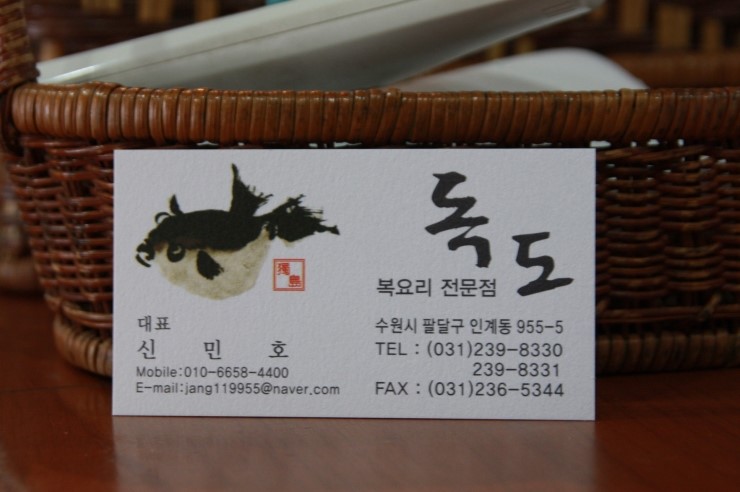 독도
獨島
복요리 전문점
대표
신 민 호
Mobile:010-6658-4400
E-mail:jang119955@naver.com
수원시 팔달구 인계동 955-5
TEL : (031)239-8330
239-8331
FAX : (031)236-5344